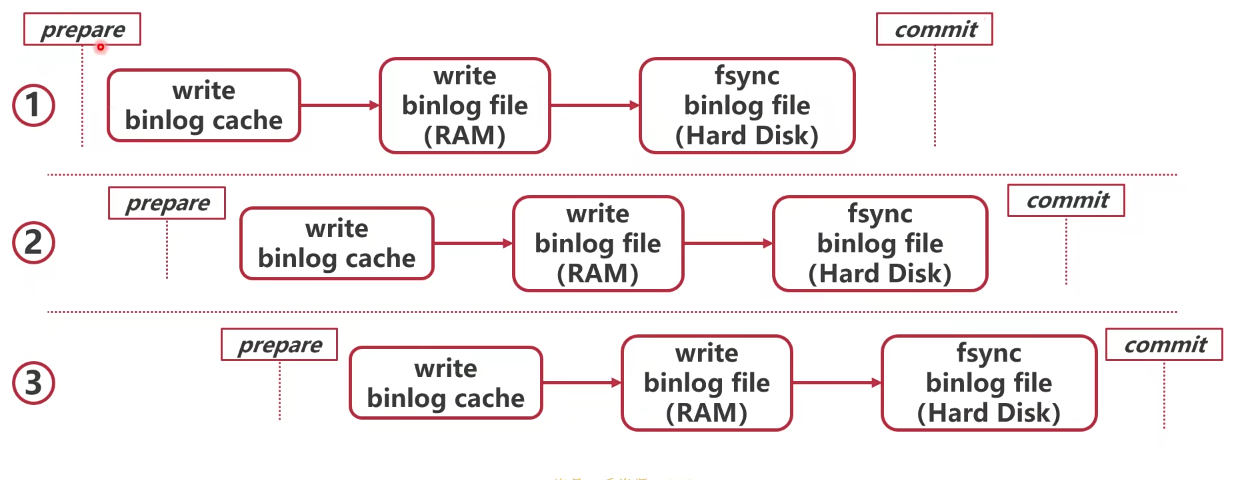 prepare
commit
1
write
binlog cache
write
binlog file
(RAM)
fsync
binlog file
(Hard Disk)
prepare
commit
2
write
binlog cache
write
binlog file
(RAM)
fsync
binlog file
(Hard Disk)
prepare
commit
3
write
binlog cache
write
binlog file
(RAM)
fsync
binlog file
(Hard Disk)